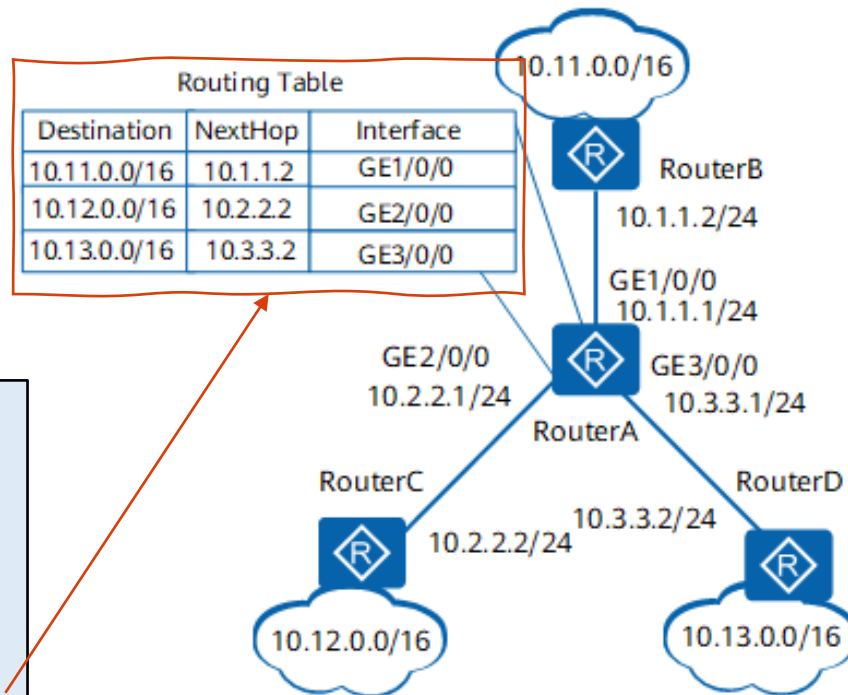 10.11.0.0/16
Routing Table
Destination NextHop Interface
10.11.0.0/16 10.1.1.2 GE1/0/0
10.12.0.0/16 10.2.2.2 GE2/0/0
10.13.0.0/16 10.3.3.2 GE3/0/0
R
RouterB
10.1.1.2/24
GE1/0/0
10.1.1.1/24
GE2/0/0
10.2.2.1/24
R
GE3/0/0
10.3.3.1/24
RouterA
RouterC
RouterD
10.2.2.2/24
10.3.3.2/24
R
R
10.12.0.0/16
10.13.0.0/16